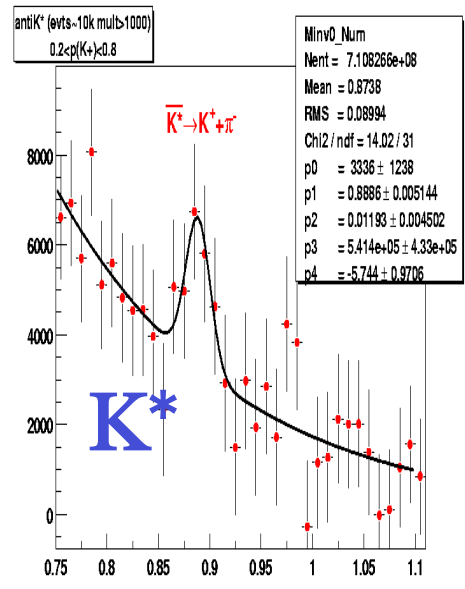 antiK* (evts~10k mult>1000)
0.2<p(K+)<0.8
Minv0_Num
Nent = 7.108266e+08
Mean = 0.8738
RMS = 0.08994
Chi2 / ndf = 14.02 / 31
p0 = 3336 ± 1238
p1 = 0.8886 ± 0.005144
p2 = 0.01193 ± 0.004502
p3 = 5.414e+05 ± 4.33e+05
p4 = -5.744 ± 0.9706
K*→K⁺+π⁻
8000
6000
4000
2000
0
K*
0.75 0.8 0.85 0.9 0.95 1 1.05 1.1